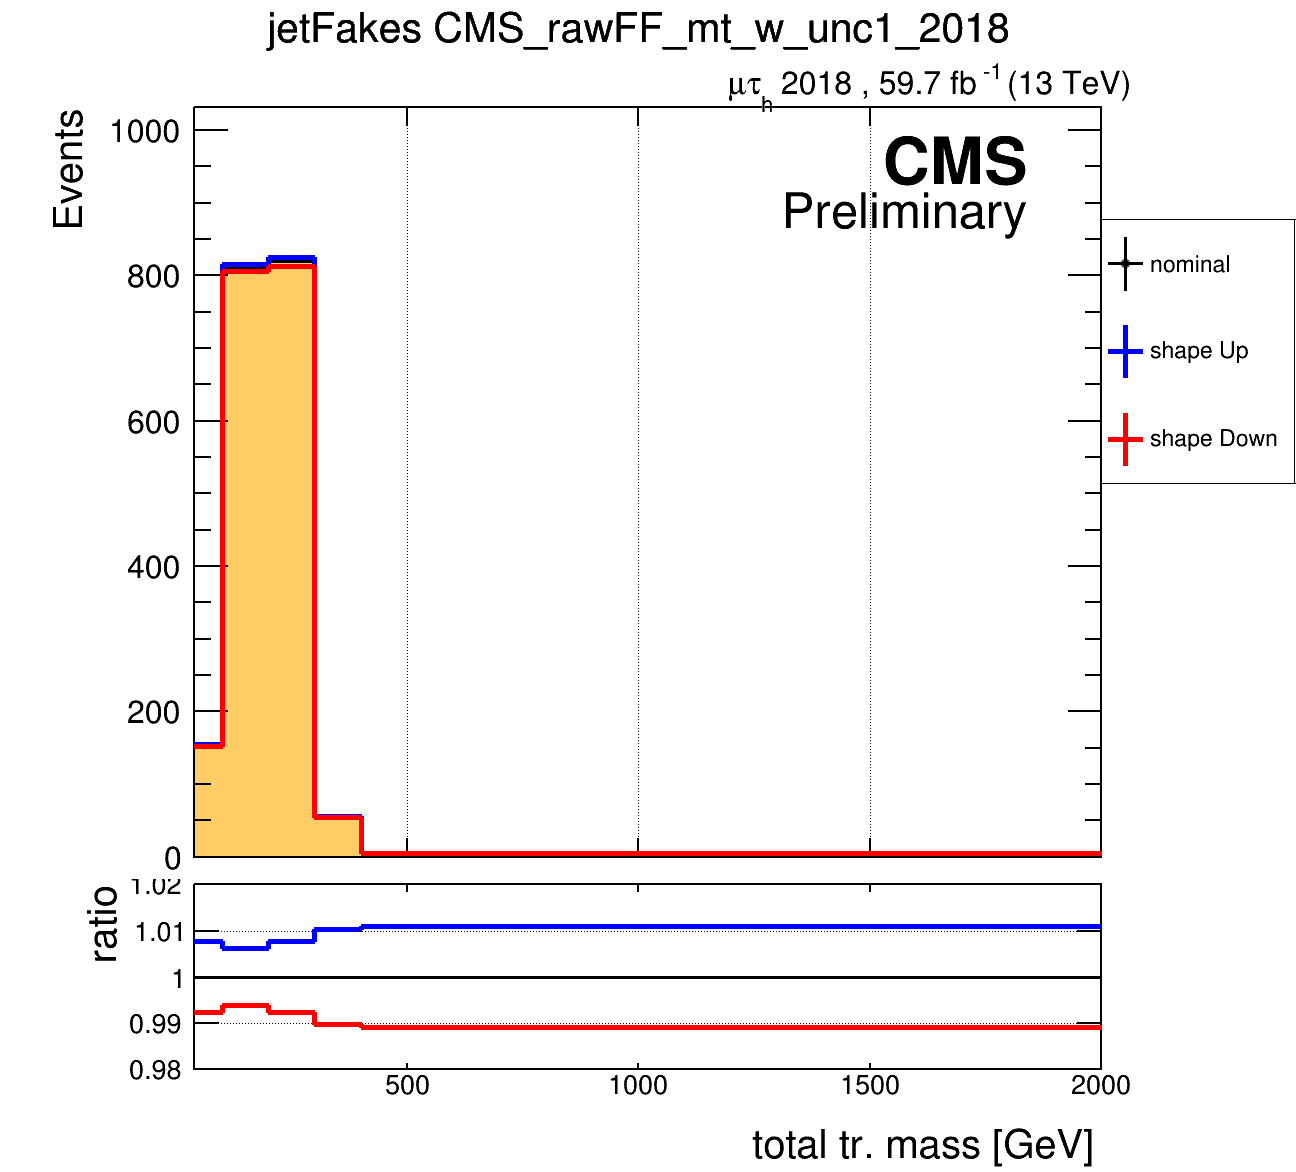 jetFakes CMS_rawFF_mt_w_unc1_2018
μτh 2018 , 59.7 fb-1 (13 TeV)
Events
1000
800
600
400
200
0
CMS
Preliminary
nominal
shape Up
shape Down
ratio
1.02
1.01
1
0.99
0.98
500 1000 1500 2000
total tr. mass [GeV]